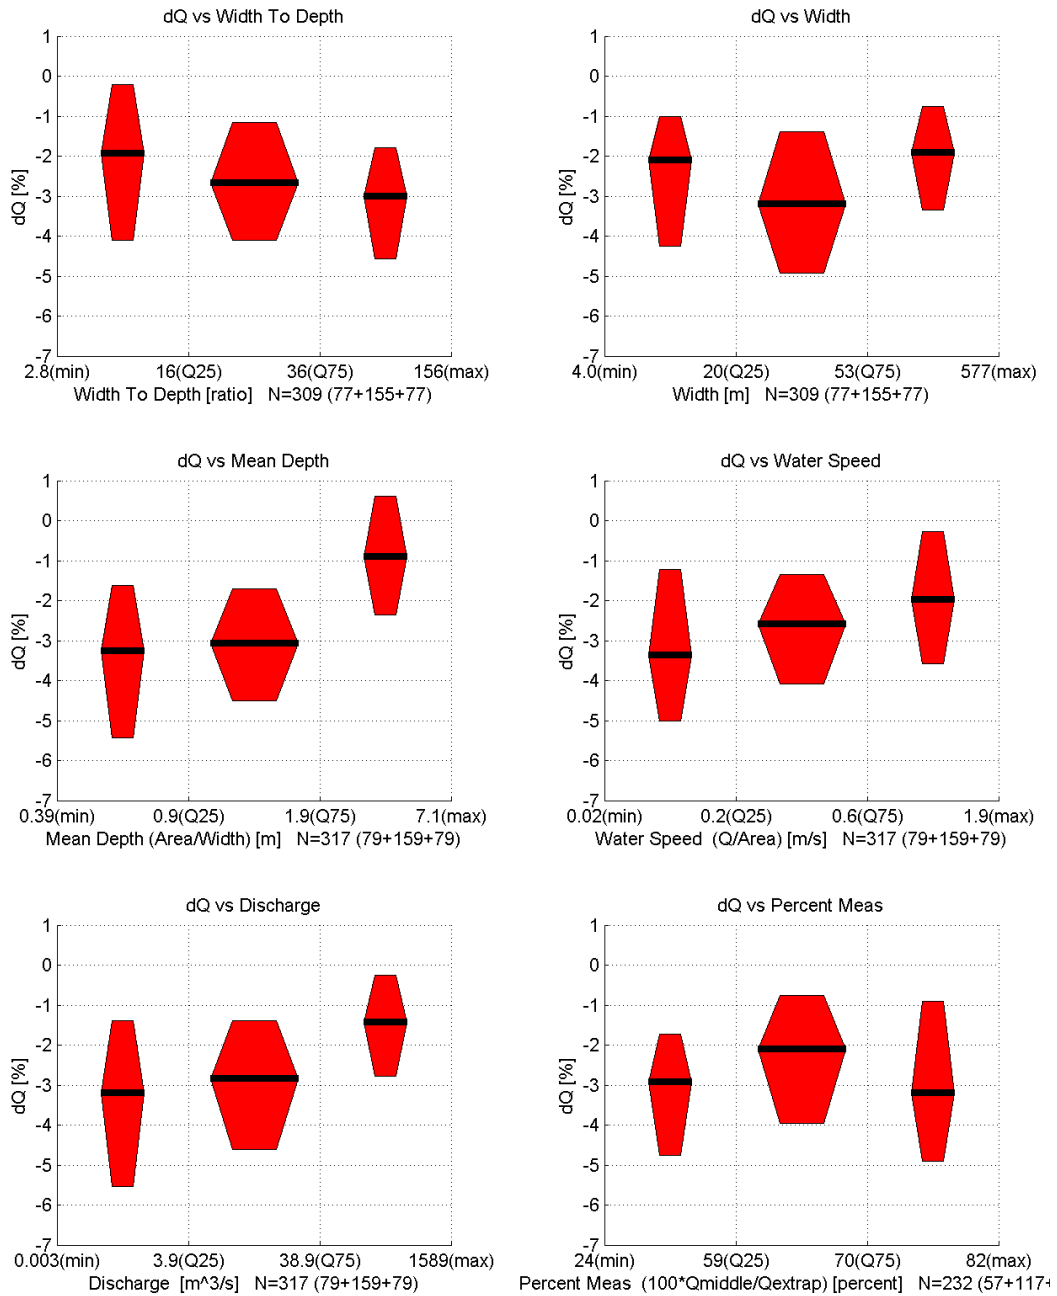 dQ vs Width To Depth
1
0
-1
-2
-3
-4
-5
-6
-7
dQ [%]
2.8(min) 16(Q25) 36(Q75) 156(max)
Width To Depth [ratio] N=309 (77+155+77)
dQ vs Width
1
0
-1
-2
-3
-4
-5
-6
-7
dQ [%]
4.0(min) 20(Q25) 53(Q75) 577(max)
Width [m] N=309 (77+155+77)
dQ vs Mean Depth
1
0
-1
-2
-3
-4
-5
-6
-7
dQ [%]
0.39(min) 0.9(Q25) 1.9(Q75) 7.1(max)
Mean Depth (Area/Width) [m] N=317 (79+159+79)
dQ vs Water Speed
1
0
-1
-2
-3
-4
-5
-6
-7
dQ [%]
0.02(min) 0.2(Q25) 0.6(Q75) 1.9(max)
Water Speed (Q/Area) [m/s] N=317 (79+159+79)
dQ vs Discharge
1
0
-1
-2
-3
-4
-5
-6
-7
dQ [%]
0.003(min) 3.9(Q25) 38.9(Q75) 1589(max)
Discharge [m^3/s] N=317 (79+159+79)
dQ vs Percent Meas
1
0
-1
-2
-3
-4
-5
-6
-7
dQ [%]
24(min) 59(Q25) 70(Q75) 82(max)
Percent Meas (100*Qmiddle/Qextrap) [percent] N=232 (57+117+